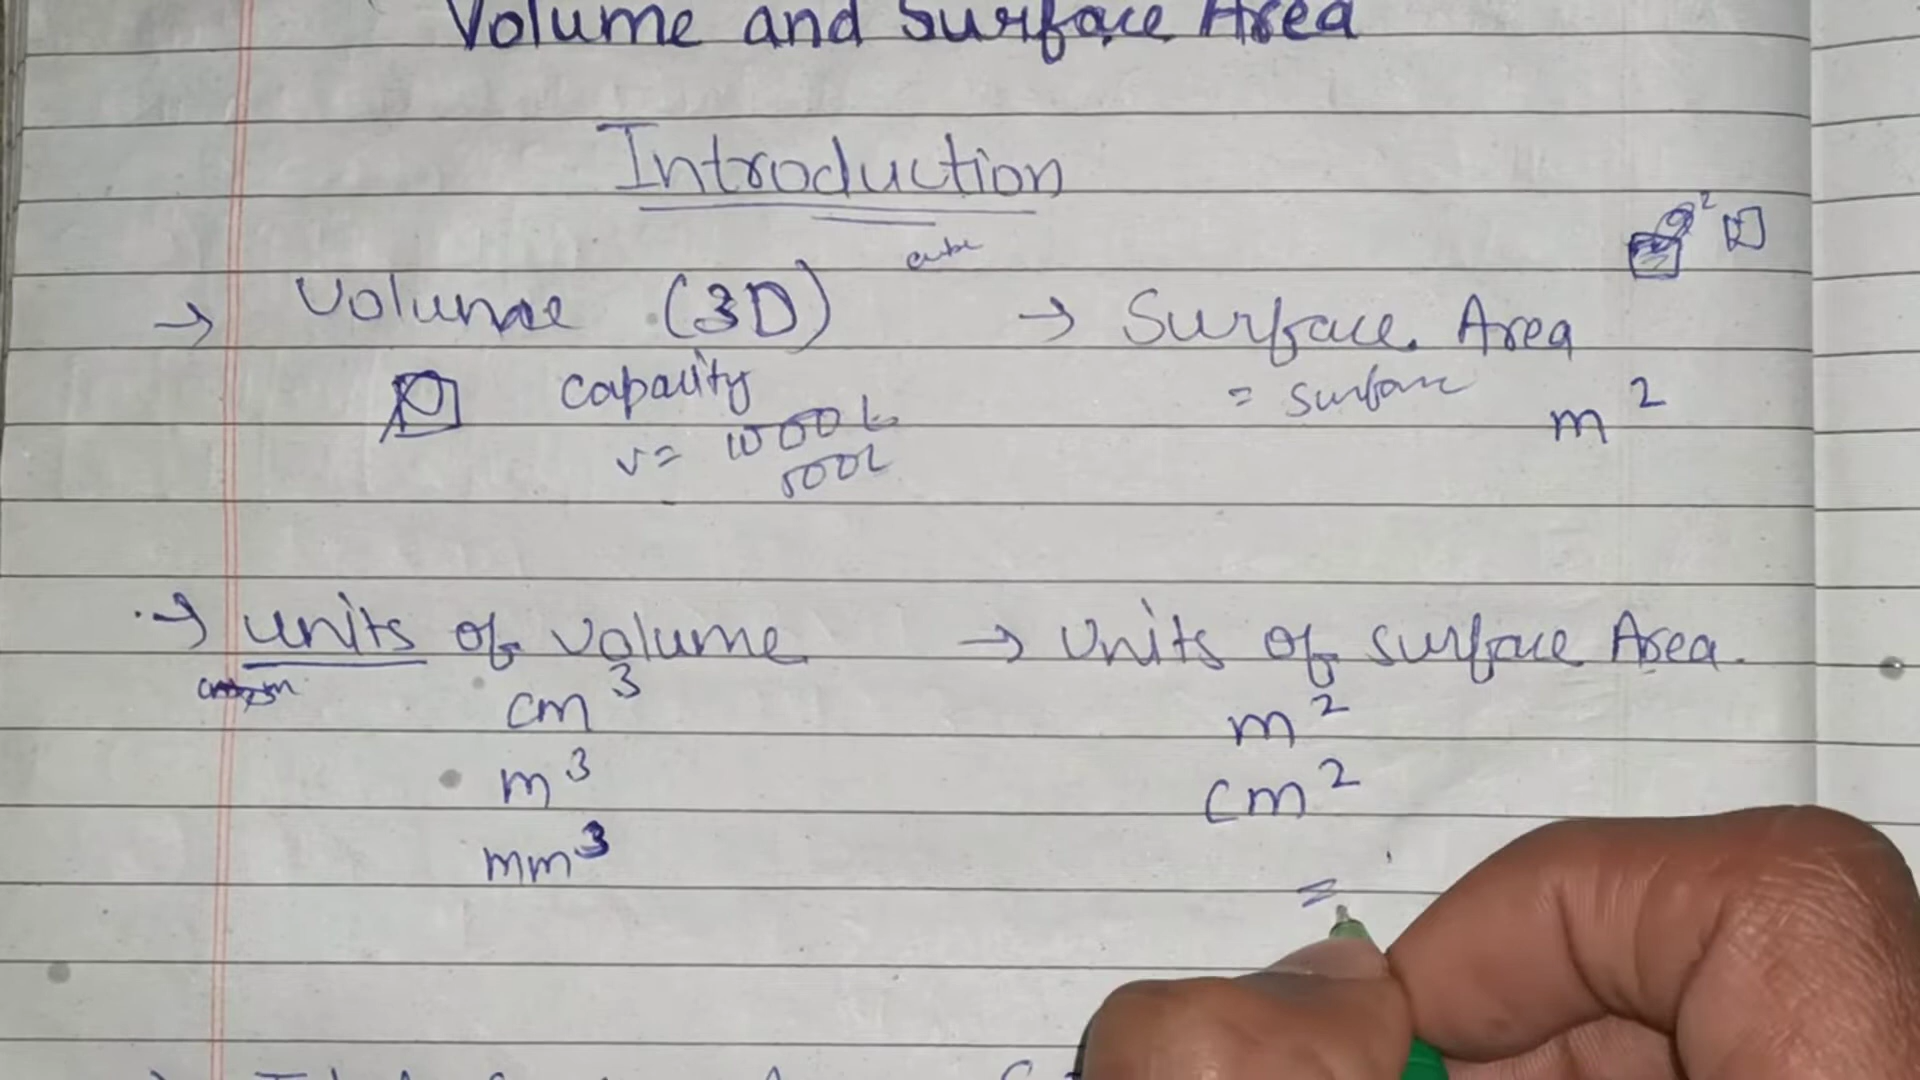 Volume and Surface Area
Introduction
cube
→ Volume (3D)
capacity
v = 1000 L
500L
→ Surface Area
= surface
m²
→ units of volume
cm³
m³
mm³
→ Units of surface Area.
m²
cm²
=